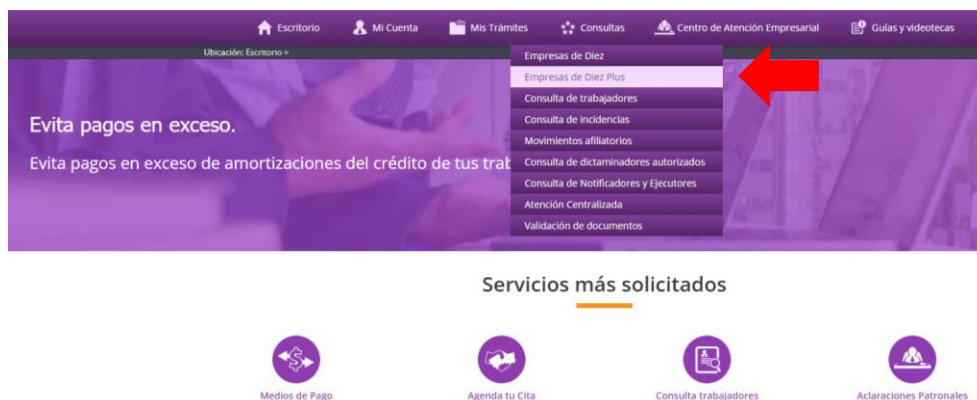 Escritorio Mi Cuenta Mis Trámites Consultas Centro de Atención Empresarial Guías y videotecas
Ubicación: Escritorio >
Empresas de Diez
Empresas de Diez Plus
Consulta de trabajadores
Consulta de incidencias
Movimientos afiliatorios
Consulta de dictaminadores autorizados
Consulta de Notificadores y Ejecutores
Atención Centralizada
Validación de documentos
Evita pagos en exceso.
Evita pagos en exceso de amortizaciones del crédito de tus
Servicios más solicitados
Medios de Pago Agenda tu Cita Consulta trabajadores Aclaraciones Patronales